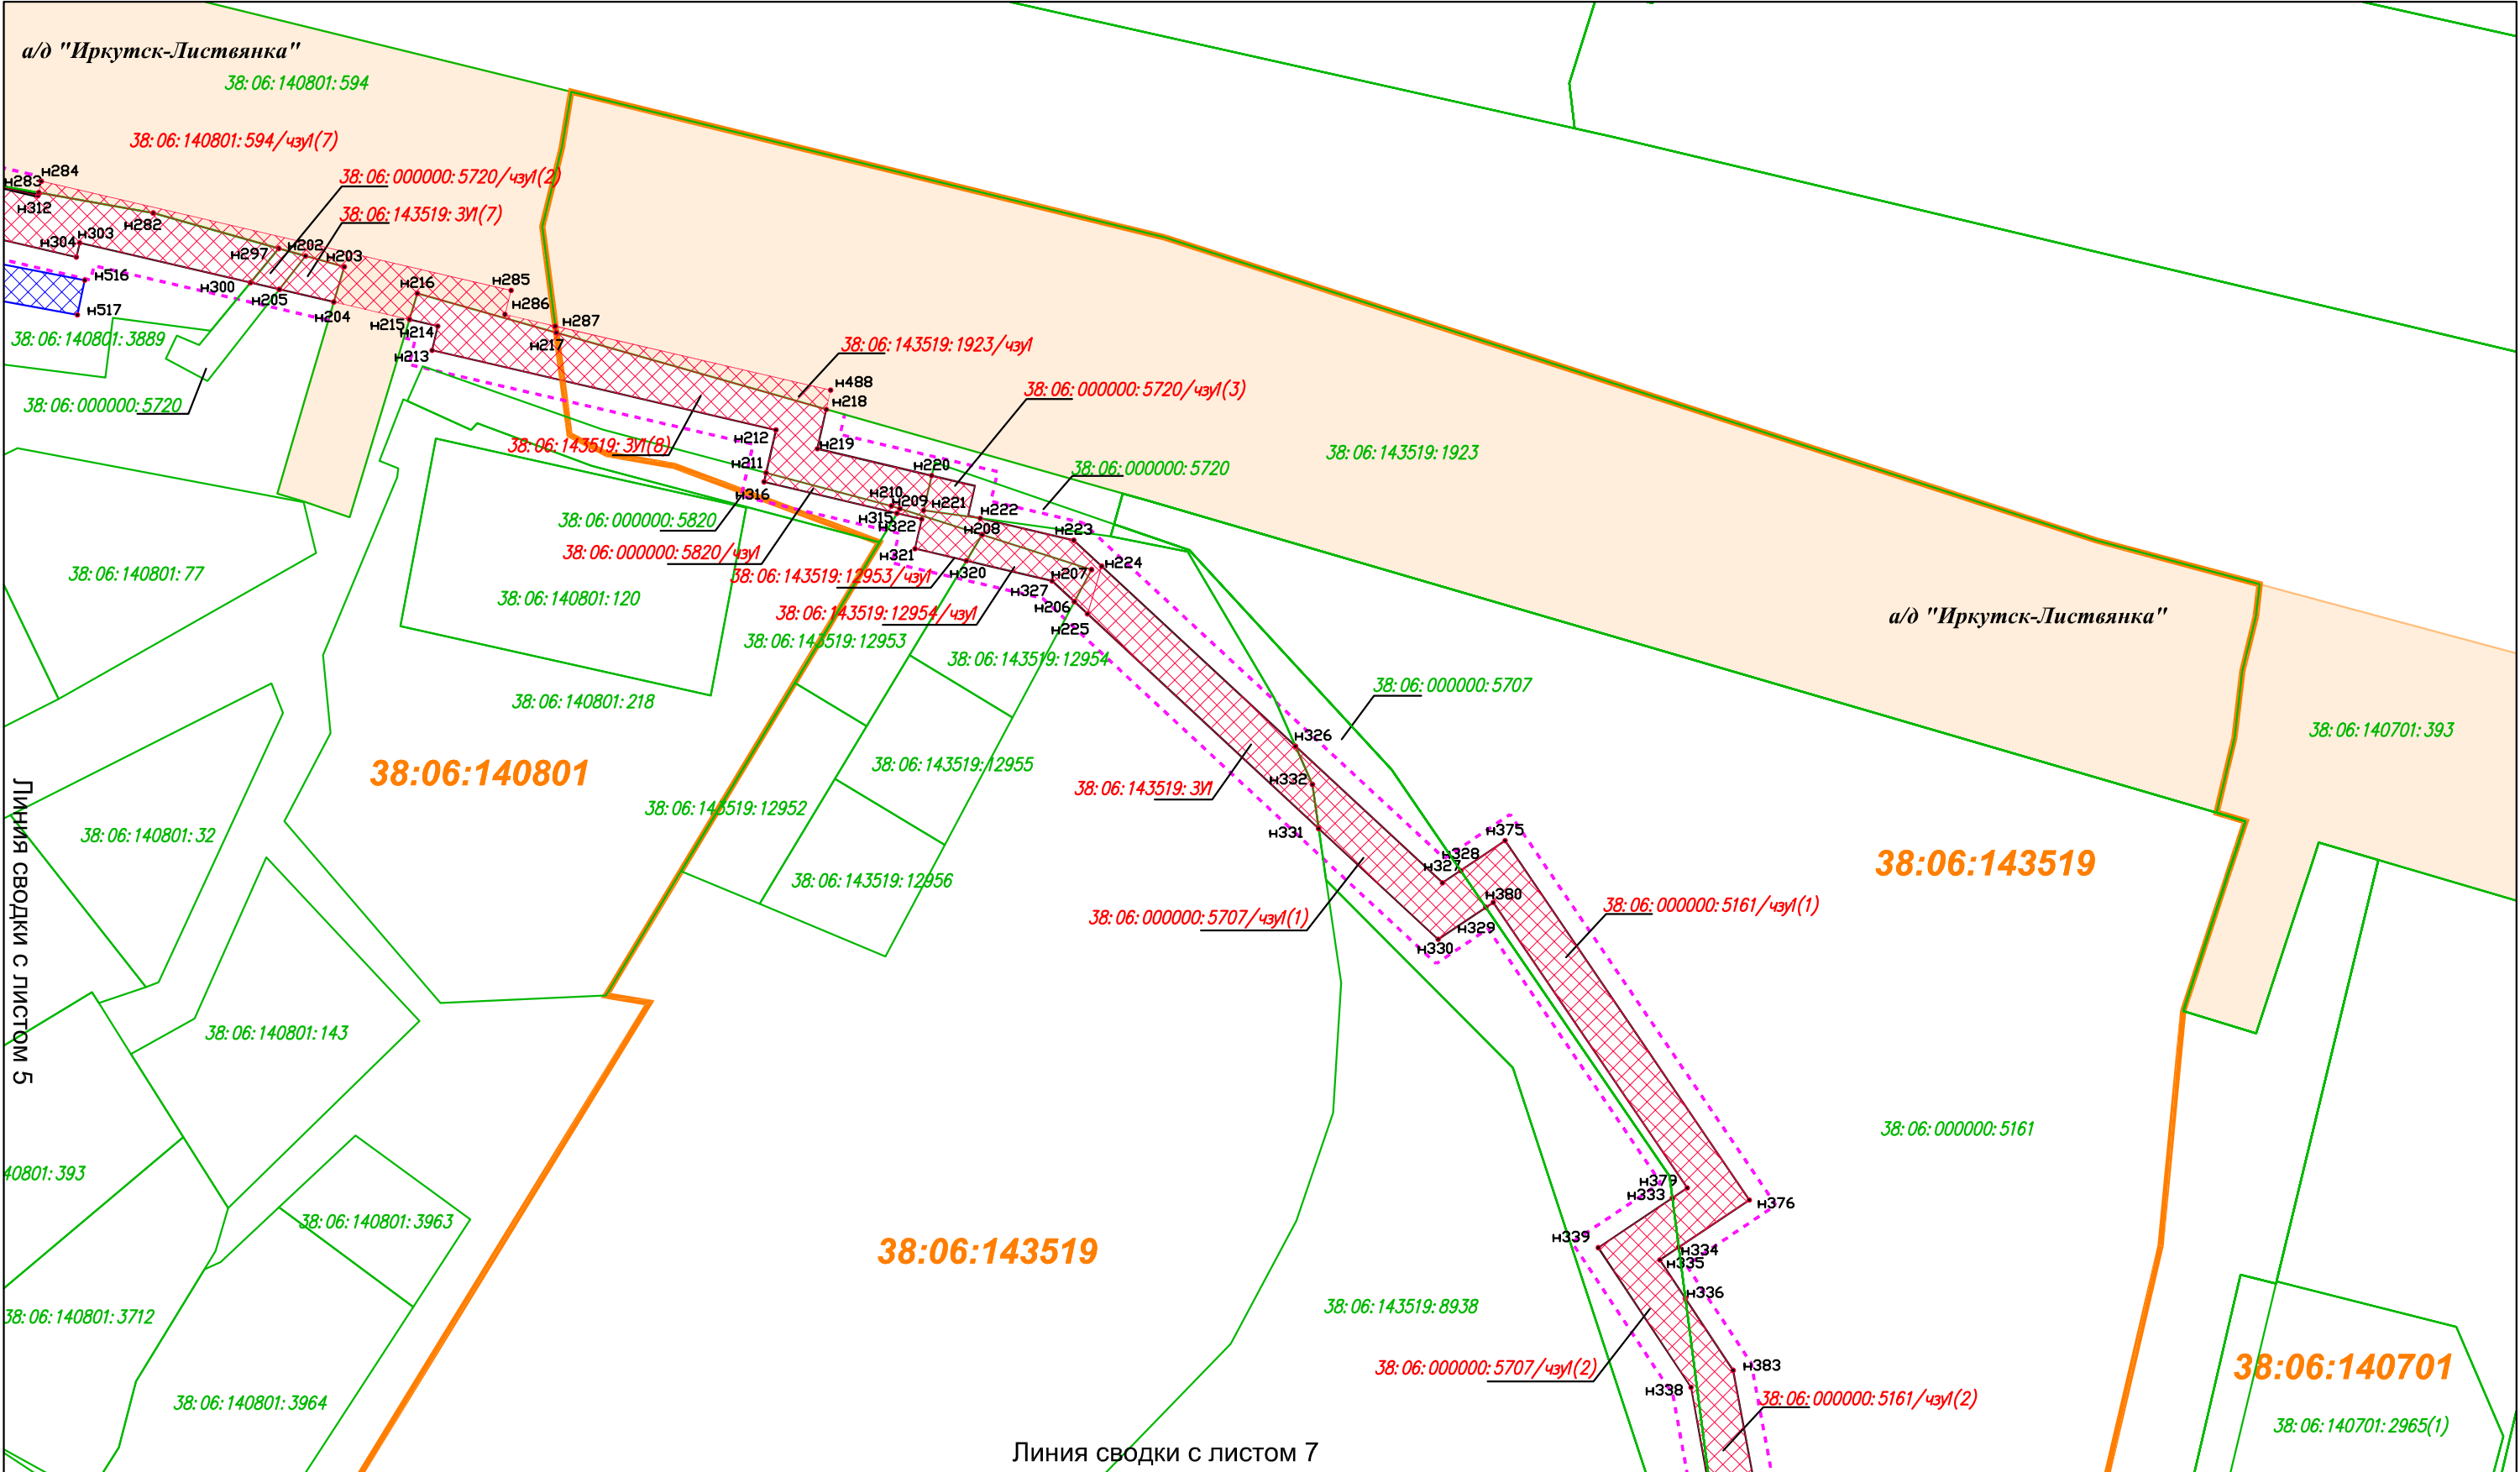 а/д "Иркутск-Листвянка"
38:06:140801:594
38:06:140801:594/чзу1(7)
н284
н283
н312
38:06:000000:5720/чзу1(2)
38:06:143519:ЗУ1(7)
н282
н304
н303
н297
н202
н203
н516
н517
н300
н205
н204
н216
н285
н286
н215
н214
н213
н287
н217
38:06:140801:3889
38:06:000000:5720
38:06:143519:1923/чзу1
38:06:000000:5720/чзу1(3)
н488
н218
38:06:143519:ЗУ1(8)
н212
н219
н211
н316
н220
38:06:000000:5720
38:06:143519:1923
н210
н209
н221
н222
н315
н322
н208
н223
38:06:000000:5820
38:06:000000:5820/чзу1
н321
н320
н224
н207
н327
н206
н225
38:06:143519:12953/чзу1
38:06:143519:12954/чзу1
38:06:140801:77
38:06:140801:120
38:06:143519:12953
38:06:143519:12954
а/д "Иркутск-Листвянка"
38:06:140801:218
38:06:000000:5707
38:06:140701:393
н326
38:06:140801
38:06:143519:12955
н332
38:06:143519:ЗУ1
38:06:143519:12952
н331
н375
38:06:140801:32
н328
н327
38:06:143519
38:06:143519:12956
н380
38:06:000000:5161/чзу1(1)
38:06:000000:5707/чзу1(1)
н329
н330
Линия сводки с листом 5
38:06:140801:143
38:06:000000:5161
40801:393
н379
н333
н376
38:06:140801:3963
н339
38:06:143519
н334
н335
н336
38:06:140801:3712
38:06:143519:8938
38:06:000000:5707/чзу1(2)
н383
38:06:140701
н338
38:06:000000:5161/чзу1(2)
38:06:140801:3964
38:06:140701:2965(1)
Линия сводки с листом 7